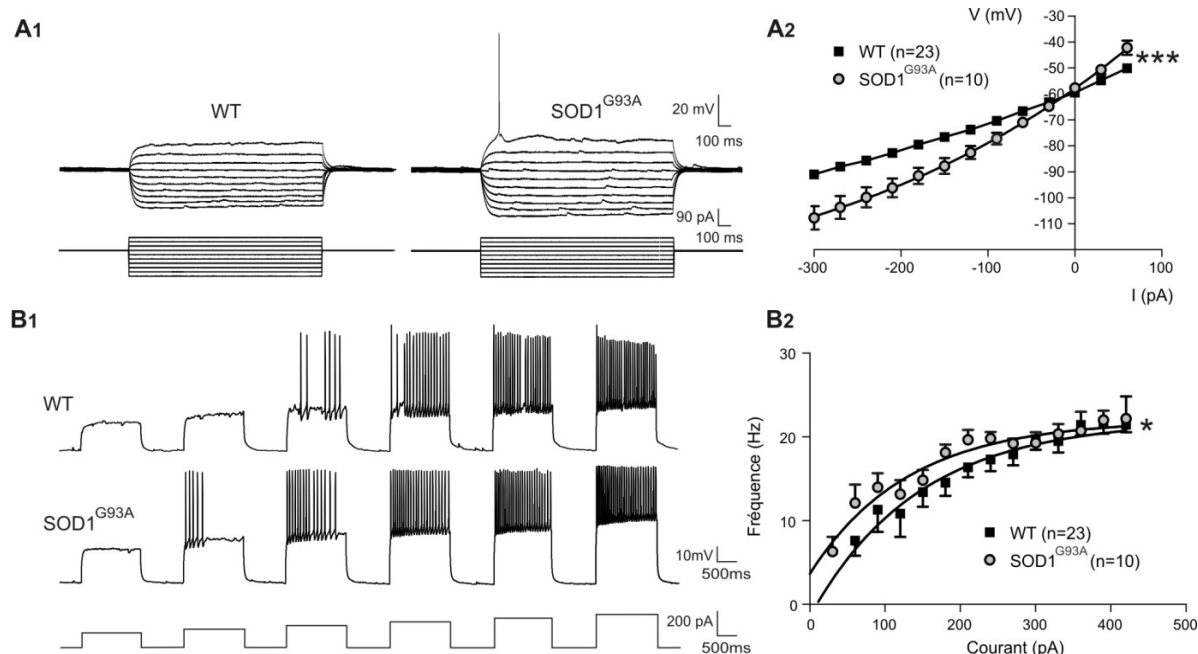 A1
WT
SOD1G93A
20 mV
100 ms
90 pA
100 ms
A2
V (mV)
WT (n=23)
SOD1G93A (n=10)
-30
-40
-50
-60
-70
-80
-90
-100
-110
***
-300
-200
-100
0
100
I (pA)
B1
WT
SOD1G93A
10mV
500ms
200 pA
500ms
B2
Fréquence (Hz)
30
20
10
0
*
WT (n=23)
SOD1G93A (n=10)
0
100
200
300
400
500
Courant (pA)